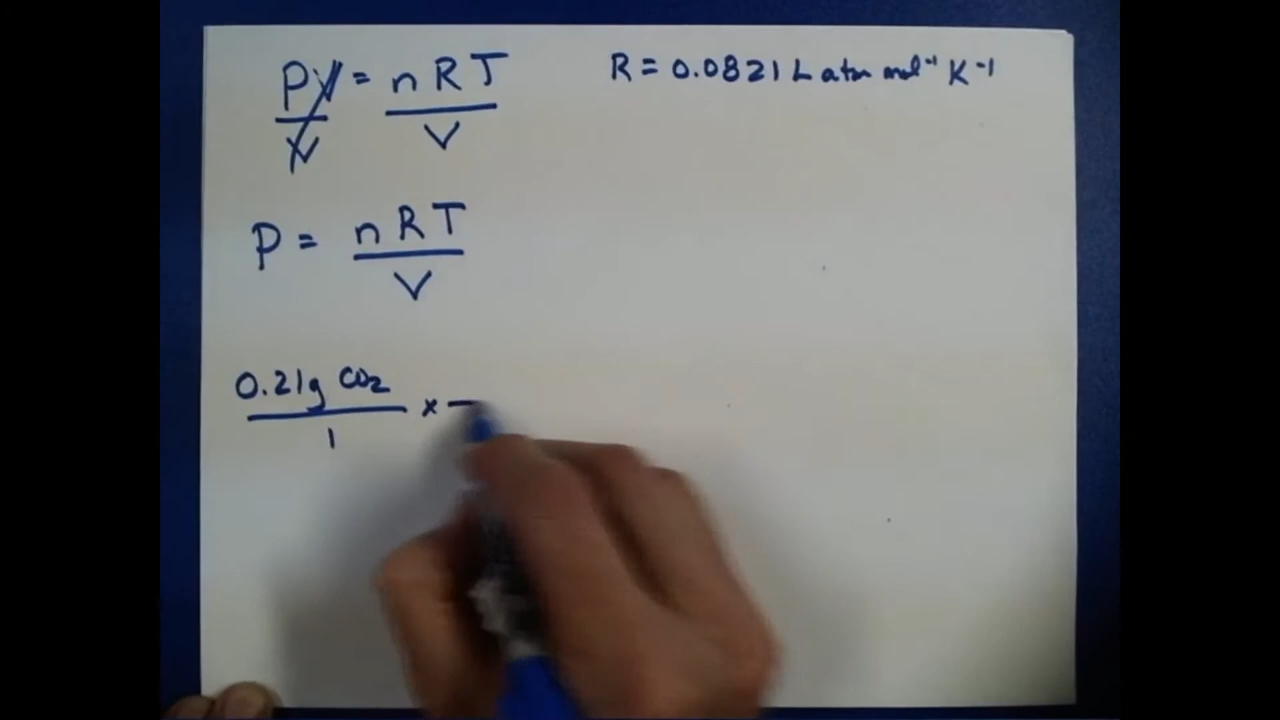 PV = nRT R = 0.0821 L atm mol⁻¹ K⁻¹
V V
P = nRT
V
0.21g CO₂ × 
1